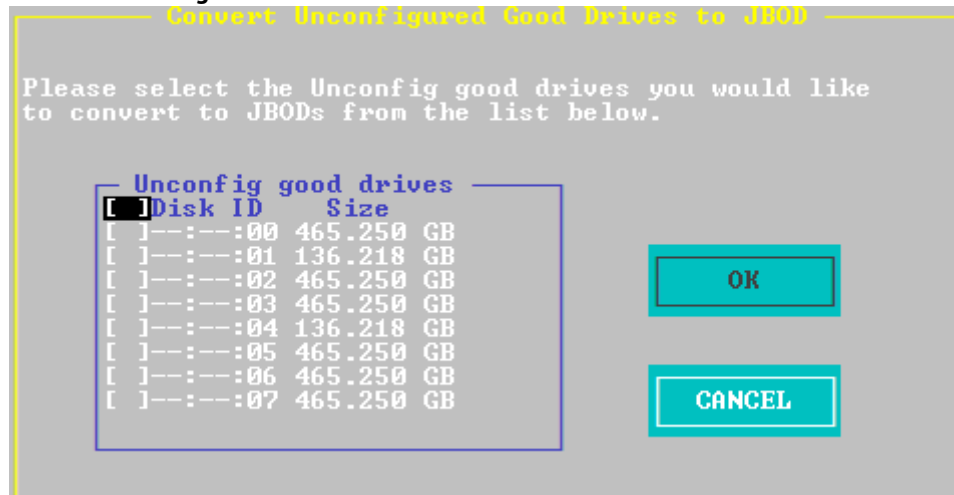 Convert Unconfigured Good Drives to JBOD
Please select the Unconfig good drives you would like
to convert to JBODs from the list below.
Unconfig good drives
[ ]Disk ID Size
[ ]--:--:00 465.250 GB
[ ]--:--:01 136.218 GB
[ ]--:--:02 465.250 GB
[ ]--:--:03 465.250 GB
[ ]--:--:04 136.218 GB
[ ]--:--:05 465.250 GB
[ ]--:--:06 465.250 GB
[ ]--:--:07 465.250 GB
OK
CANCEL